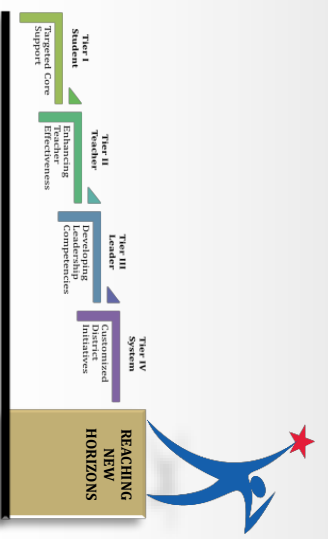 Tier I
Student
Targeted Core
Support
Tier II
Teacher
Enhancing
Teacher
Effectiveness
Tier III
Leader
Developing
Leadership
Competencies
Tier IV
System
Customized
District
Initiatives
REACHING
NEW
HORIZONS